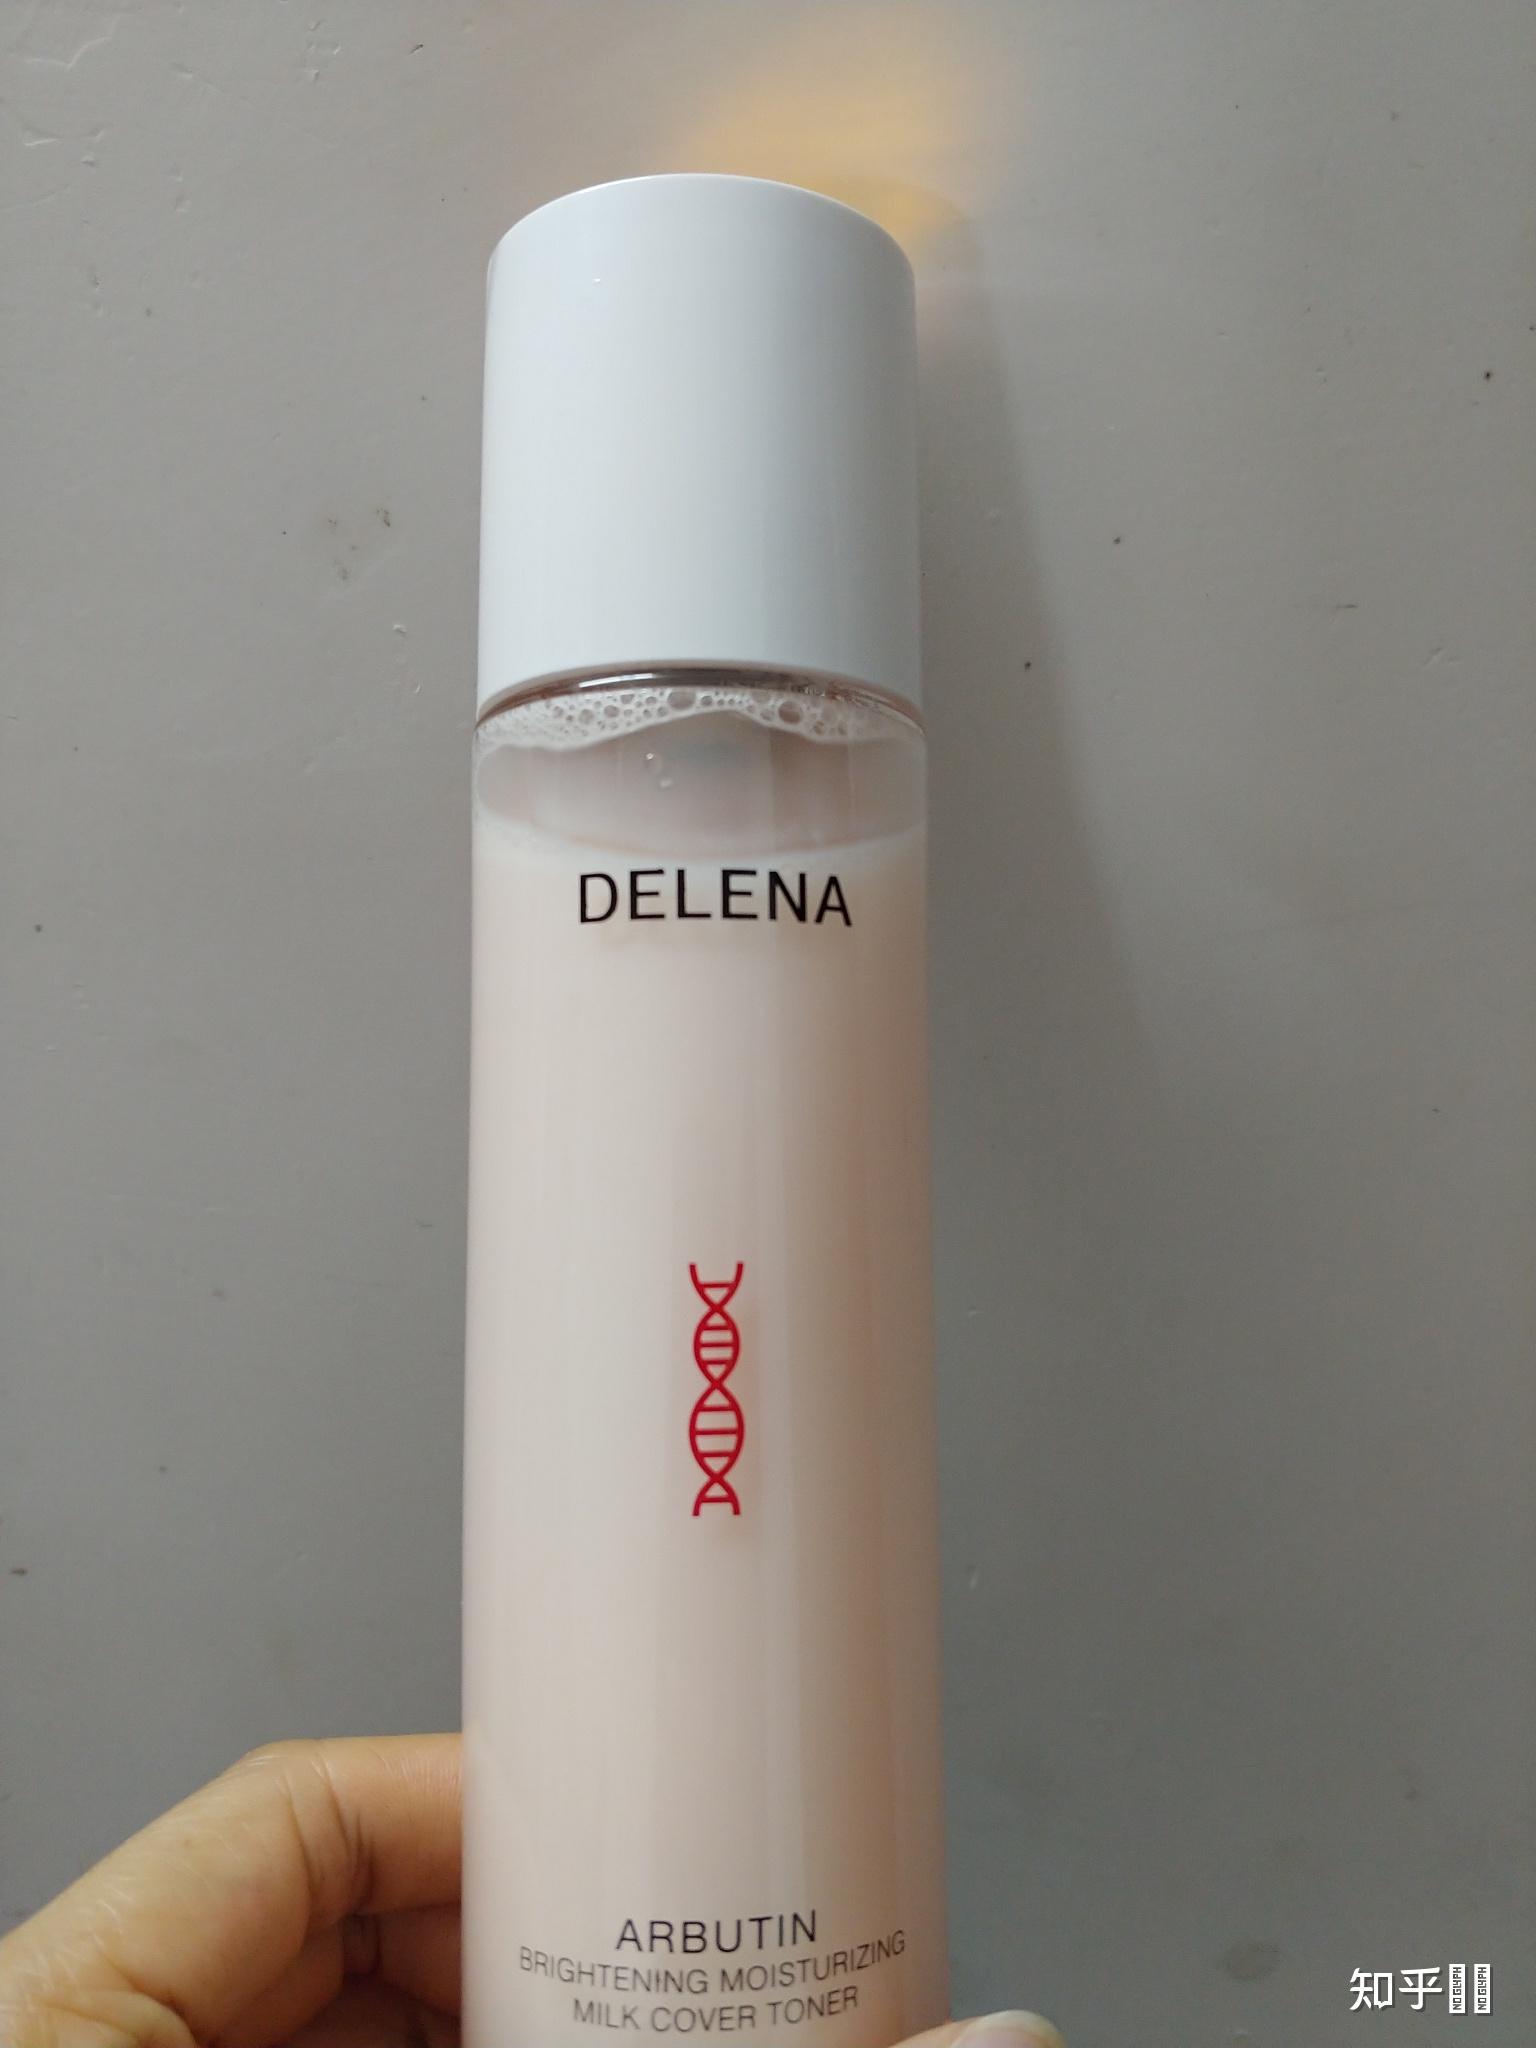 DELENA
ARBUTIN
BRIGHTENING MOISTURIZING
MILK COVER TONER
知乎